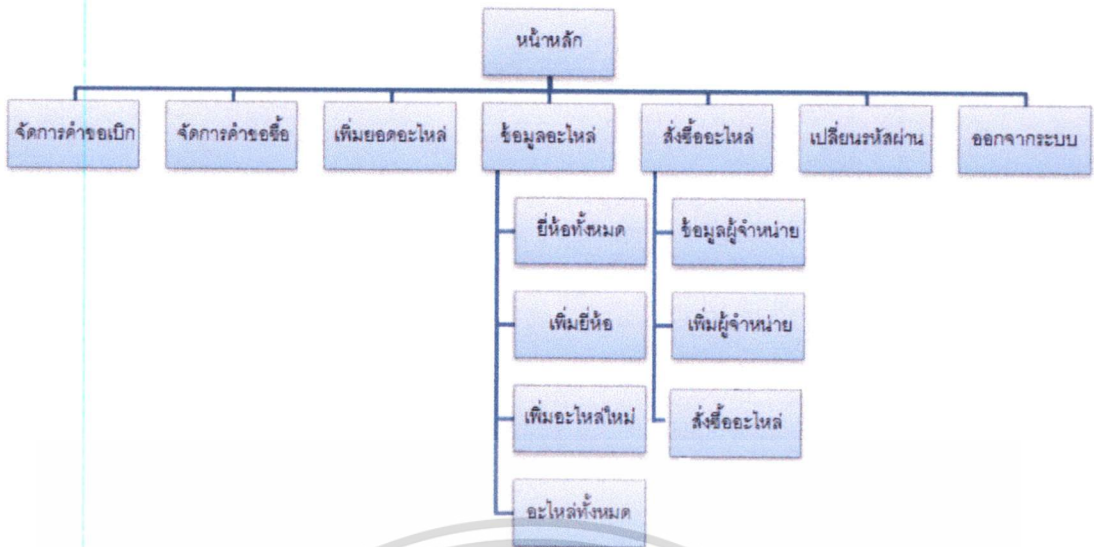 หน้าหลัก
จัดการคำขอเบิก
จัดการคำขอซื้อ
เพิ่มยอดอะไหล่
ข้อมูลอะไหล่
สั่งซื้ออะไหล่
เปลี่ยนรหัสผ่าน
ออกจากระบบ
ยี่ห้อทั้งหมด
ข้อมูลผู้จำหน่าย
เพิ่มยี่ห้อ
เพิ่มผู้จำหน่าย
เพิ่มอะไหล่ใหม่
สั่งซื้ออะไหล่
อะไหล่ทั้งหมด